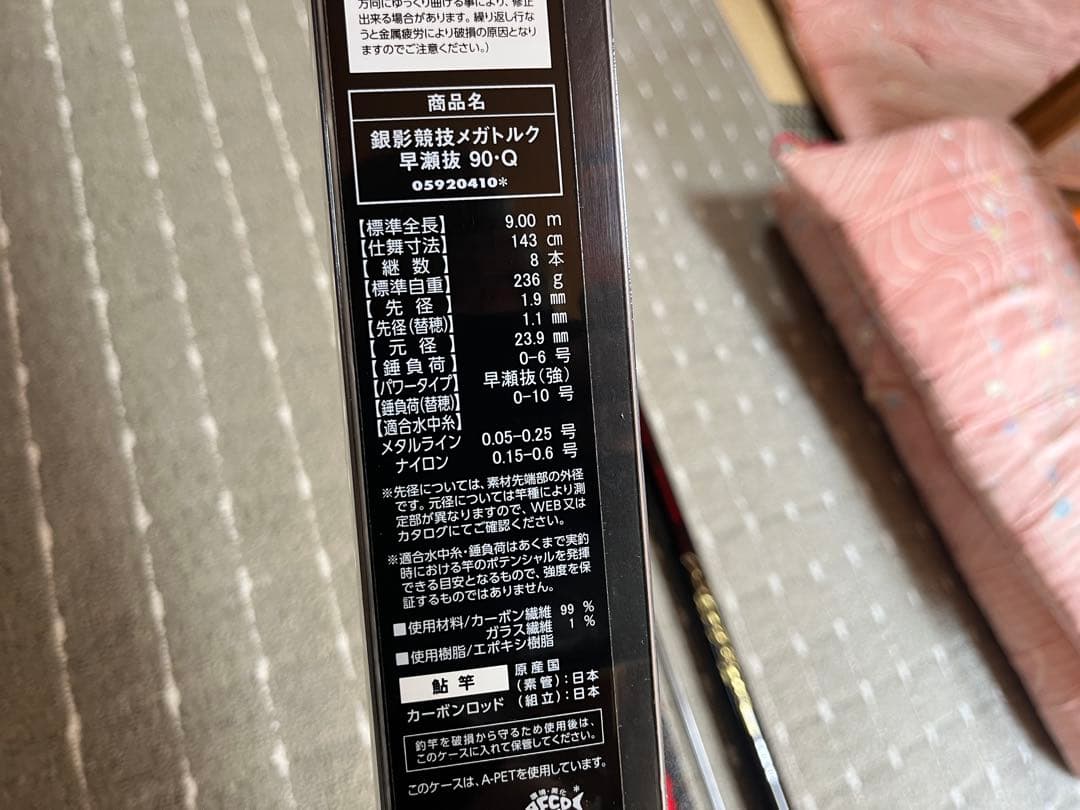 方向にゆっくり曲げる事により、修正
出来る場合があります。繰り返し行な
うと金属疲労により破損の原因となり
ますのでご注意ください。)
商品名
銀影競技メガトルク
早瀬抜 90・Q
05920410*
【標準全長】 9.00 m
【仕舞寸法】 143 cm
【継数】 8 本
【標準自重】 236 g
【先径】 1.9 mm
【先径(替穂)】 1.1 mm
【元径】 23.9 mm
【錘負荷】 0-6 号
【パワータイプ】 早瀬抜(強)
【錘負荷(替穂)】 0-10 号
【適合水中糸】
メタルライン 0.05-0.25 号
ナイロン 0.15-0.6 号
※先径については、素材先端部の外径
です。元径については竿種により測
定部が異なりますので、WEB又は
カタログにてご確認ください。
※適合水中糸・錘負荷はあくまで実釣
時における竿のポテンシャルを発揮
できる目安となるもので、強度を保
証するものではありません。
■使用材料/カーボン繊維 99 %
ガラス繊維 1 %
■使用樹脂/エポキシ樹脂
鮎竿
カーボンロッド
原産国
(素管):日本
(組立):日本
釣竿を破損から守るため使用後は、
このケースに入れて保管してください。
このケースは、A-PETを使用しています。
環境・美化